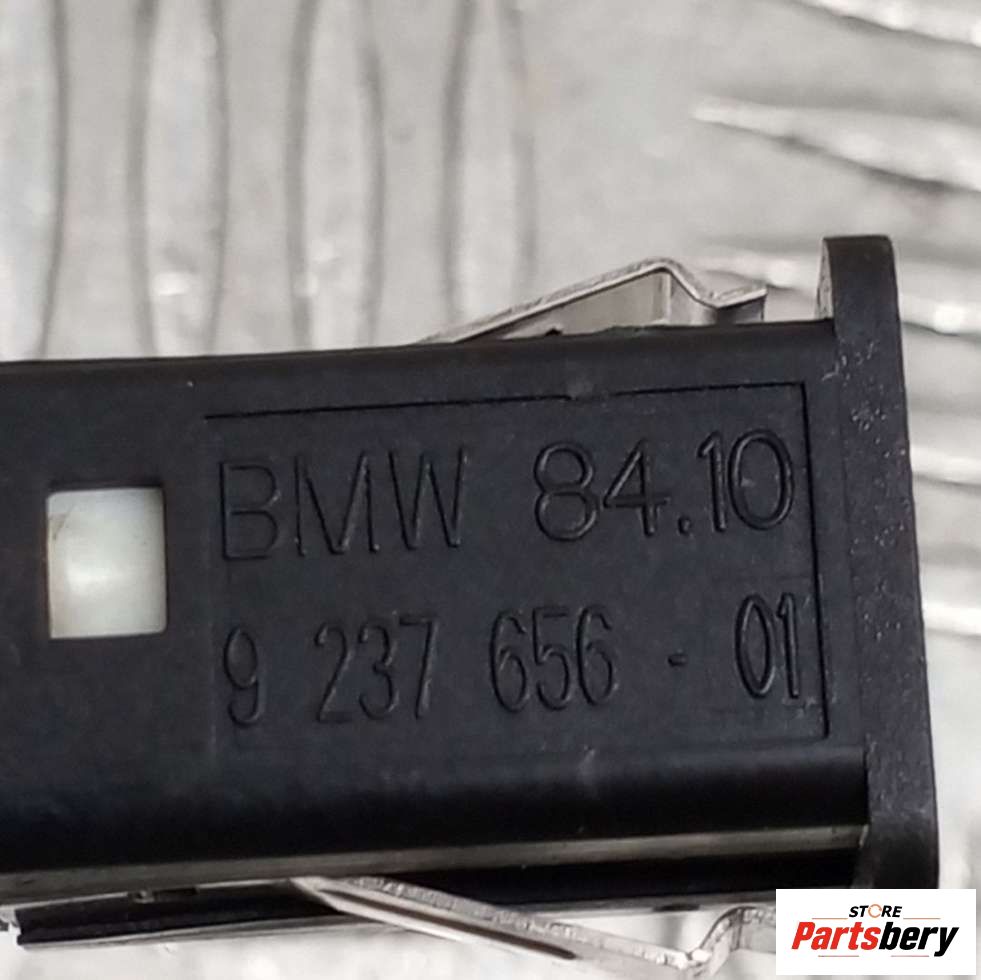 BMW 84.10
9 237 656 - 01
STORE
Partsbery